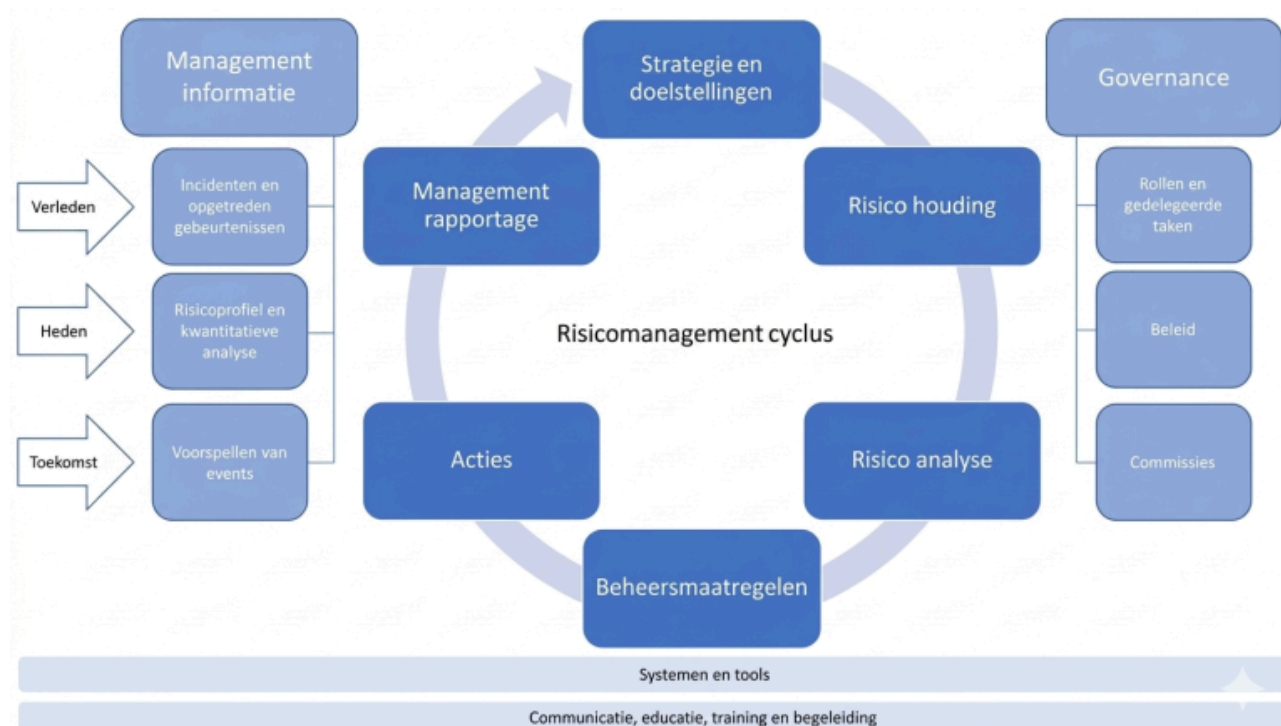 Management
informatie
Verleden
Incidenten en
opgetreden
gebeurtenissen
Heden
Risicoprofiel en
kwantitatieve
analyse
Toekomst
Voorspellen van
events
Strategie en
doelstellingen
Risico houding
Risico analyse
Beheersmaatregelen
Acties
Management
rapportage
Risicomanagement cyclus
Governance
Rollen en
gedelegeerde
taken
Beleid
Commissies
Systemen en tools
Communicatie, educatie, training en begeleiding